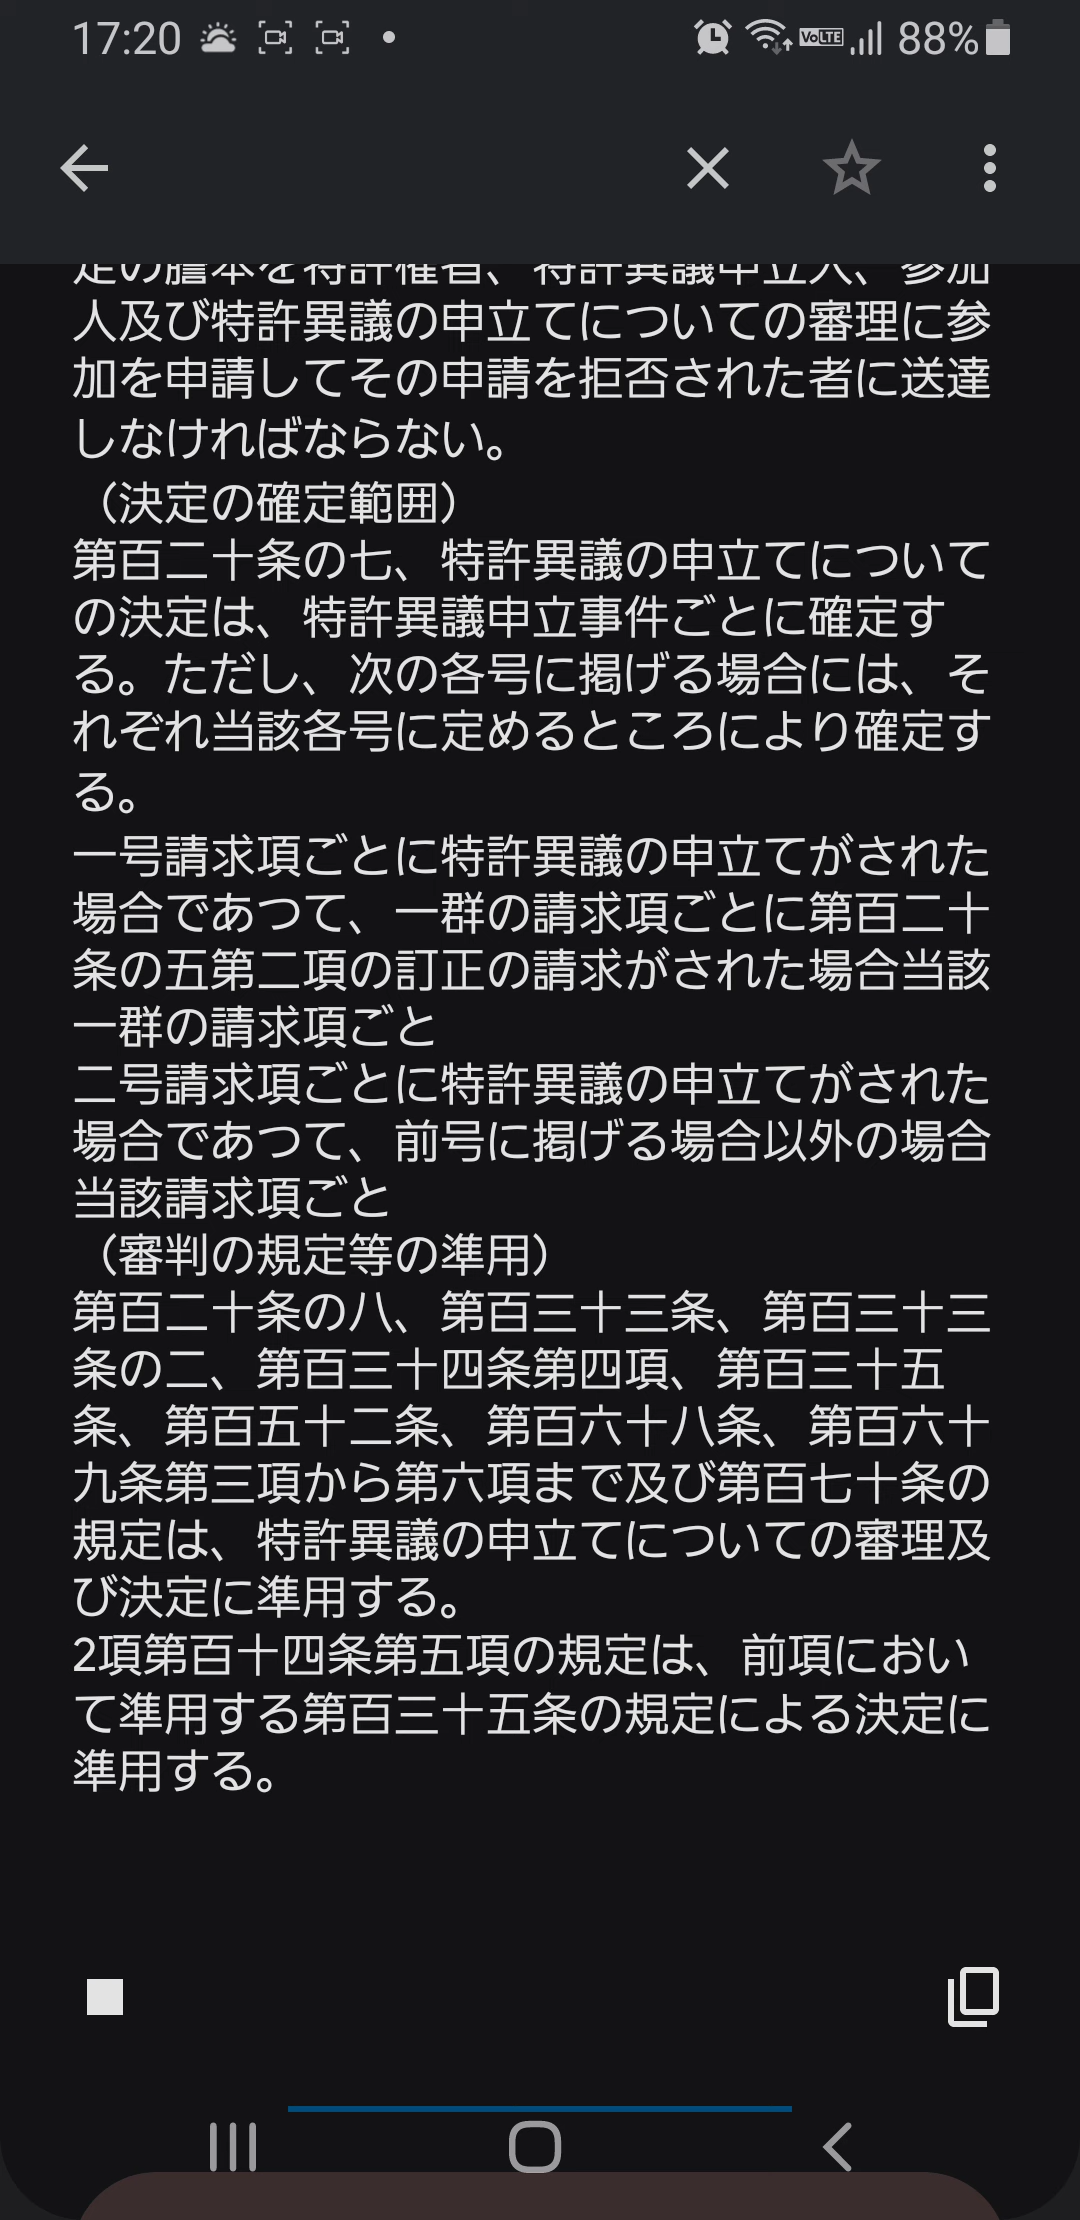 17:20
VoLTE
88%
定の謄本を特許権者、特許異議申立人、参加
人及び特許異議の申立てについての審理に参
加を申請してその申請を拒否された者に送達
しなければならない。
（決定の確定範囲）
第百二十条の七、特許異議の申立てについて
の決定は、特許異議申立事件ごとに確定す
る。ただし、次の各号に掲げる場合には、そ
れぞれ当該各号に定めるところにより確定す
る。
一号請求項ごとに特許異議の申立てがされた
場合であつて、一群の請求項ごとに第百二十
条の五第二項の訂正の請求がされた場合当該
一群の請求項ごと
二号請求項ごとに特許異議の申立てがされた
場合であつて、前号に掲げる場合以外の場合
当該請求項ごと
（審判の規定等の準用）
第百二十条の八、第百三十三条、第百三十三
条の二、第百三十四条第四項、第百三十五
条、第百五十二条、第百六十八条、第百六十
九条第三項から第六項まで及び第百七十条の
規定は、特許異議の申立てについての審理及
び決定に準用する。
2項第百十四条第五項の規定は、前項におい
て準用する第百三十五条の規定による決定に
準用する。